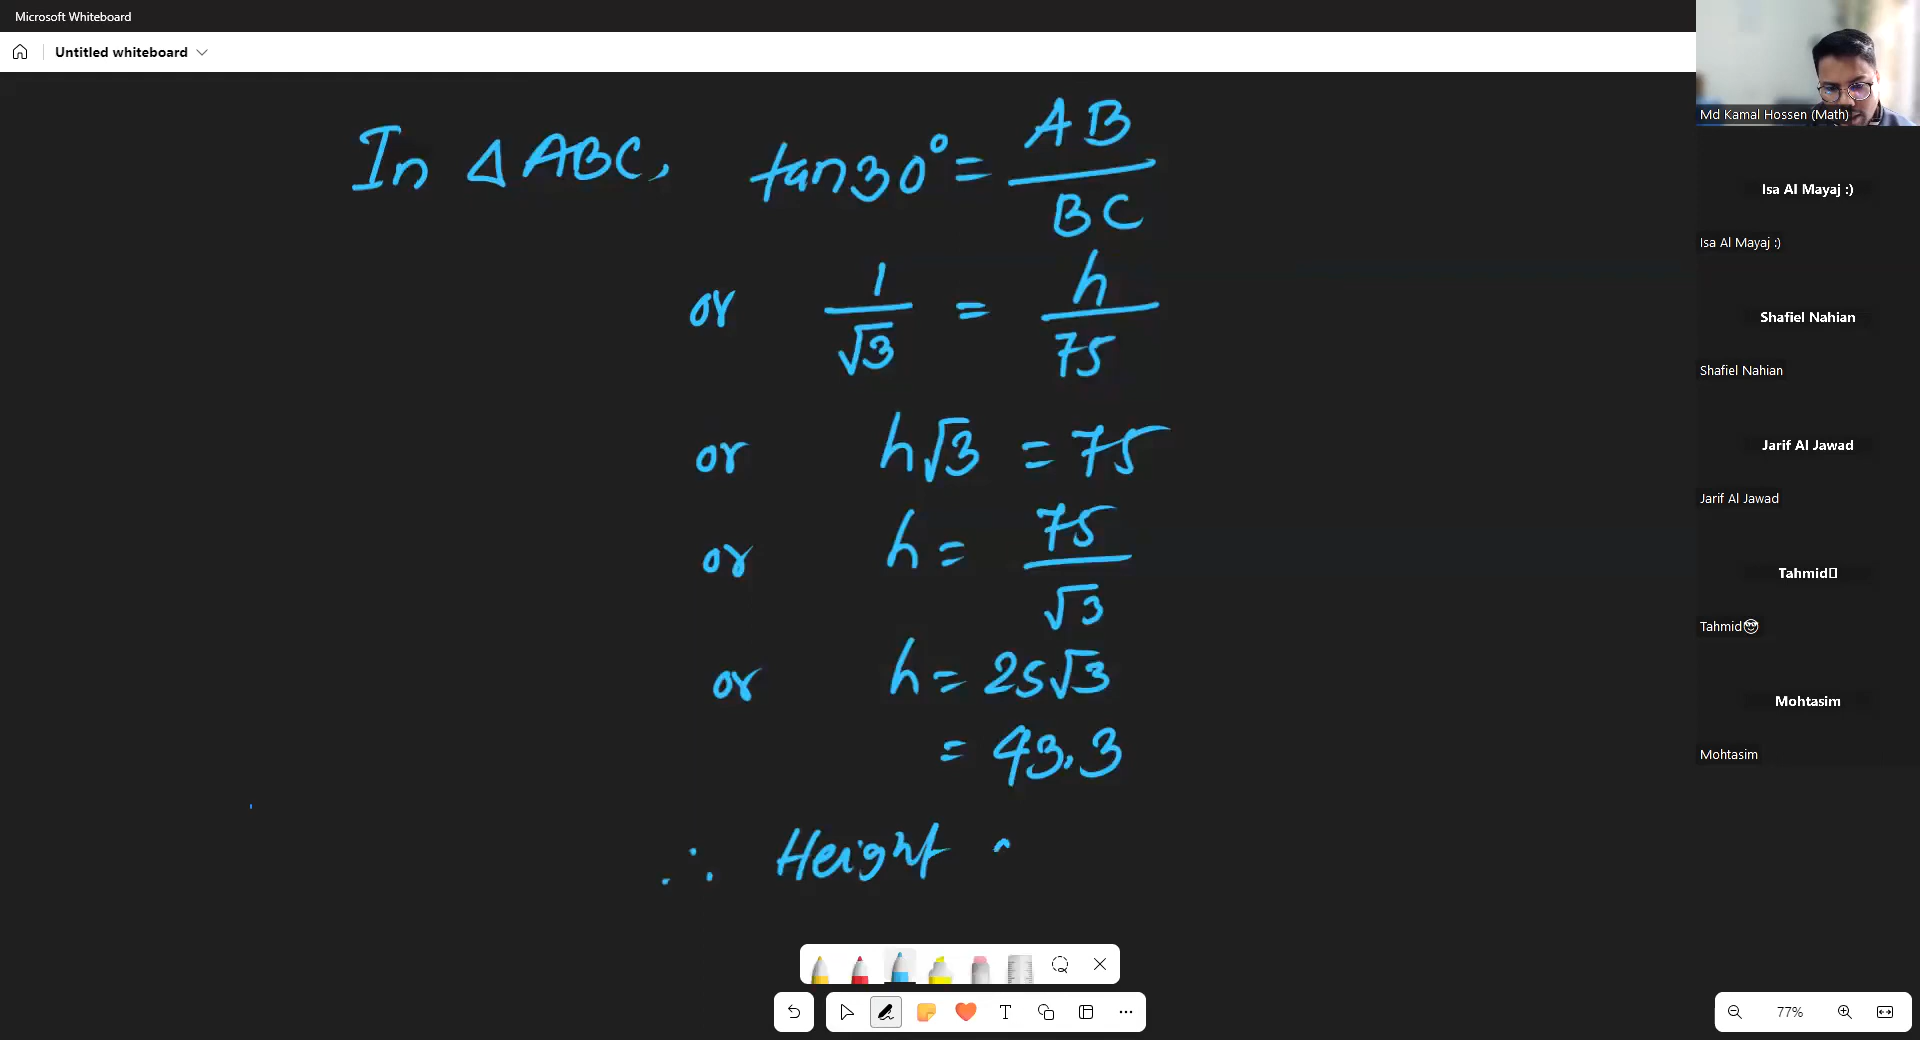 Microsoft Whiteboard
Untitled whiteboard
In △ABC, tan30° = AB/BC
or 1/√3 = h/75
or h√3 = 75
or h = 75/√3
or h = 25√3
= 43.3
∴ Height
77%
Md Kamal Hossen (Math)
Isa Al Mayaj :)
Isa Al Mayaj :)
Shafiel Nahian
Shafiel Nahian
Jarif Al Jawad
Jarif Al Jawad
Tahmid▯
Tahmid😎
Mohtasim
Mohtasim